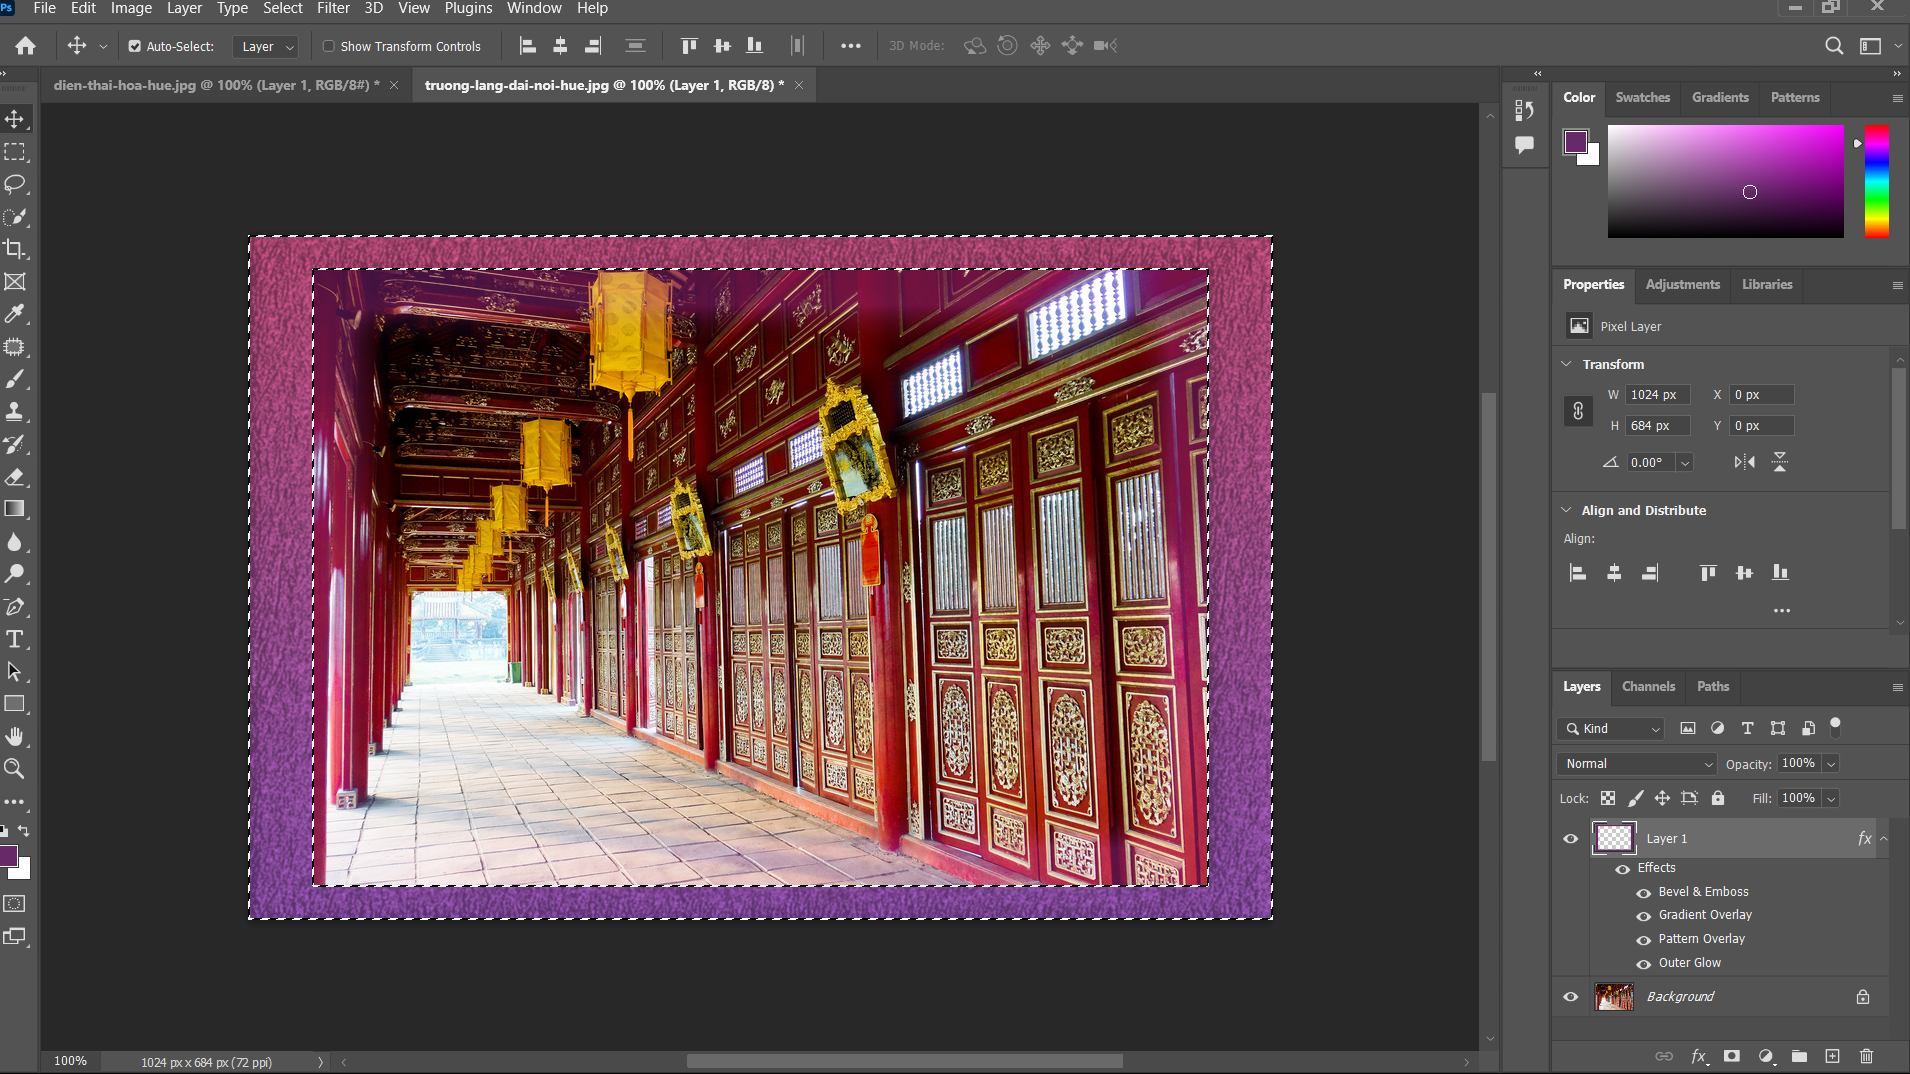 Ps File Edit Image Layer Type Select Filter 3D View Plugins Window Help
Auto-Select: Layer Show Transform Controls 3D Mode:
dien-thai-hoa-hue.jpg @ 100% (Layer 1, RGB/8#) * truong-lang-dai-noi-hue.jpg @ 100% (Layer 1, RGB/8) *
Color Swatches Gradients Patterns
Properties Adjustments Libraries
Pixel Layer
Transform
W 1024 px X 0 px
H 684 px Y 0 px
0.00°
Align and Distribute
Align:
Layers Channels Paths
Kind
Normal Opacity: 100%
Lock: Fill: 100%
Layer 1 fx
Effects
Bevel & Emboss
Gradient Overlay
Pattern Overlay
Outer Glow
Background
100% 1024 px x 684 px (72 ppi)
fx